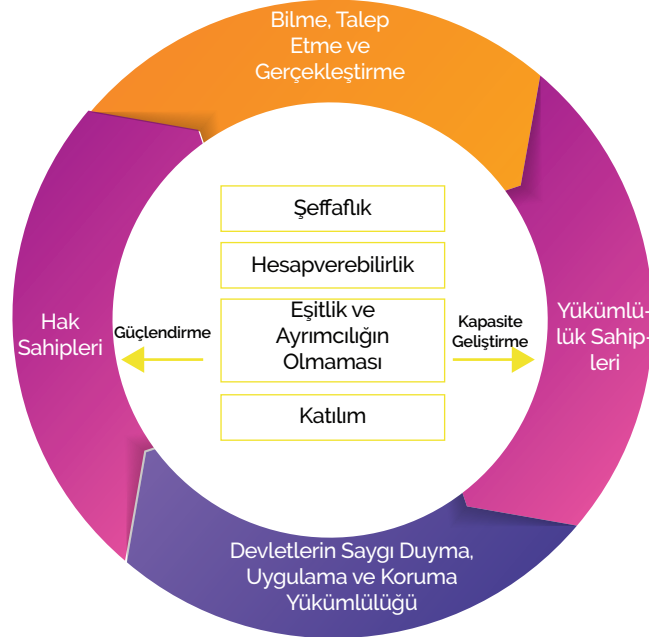 Bilme, Talep
Etme ve
Gerçekleştirme
Şeffaflık
Hesapverebilirlik
Eşitlik ve
Ayrımcılığın
Olmaması
Katılım
Hak
Sahipleri
Güçlendirme
Kapasite
Geliştirme
Yükümlü-
lük Sahip-
leri
Devletlerin Saygı Duyma,
Uygulama ve Koruma
Yükümlülüğü